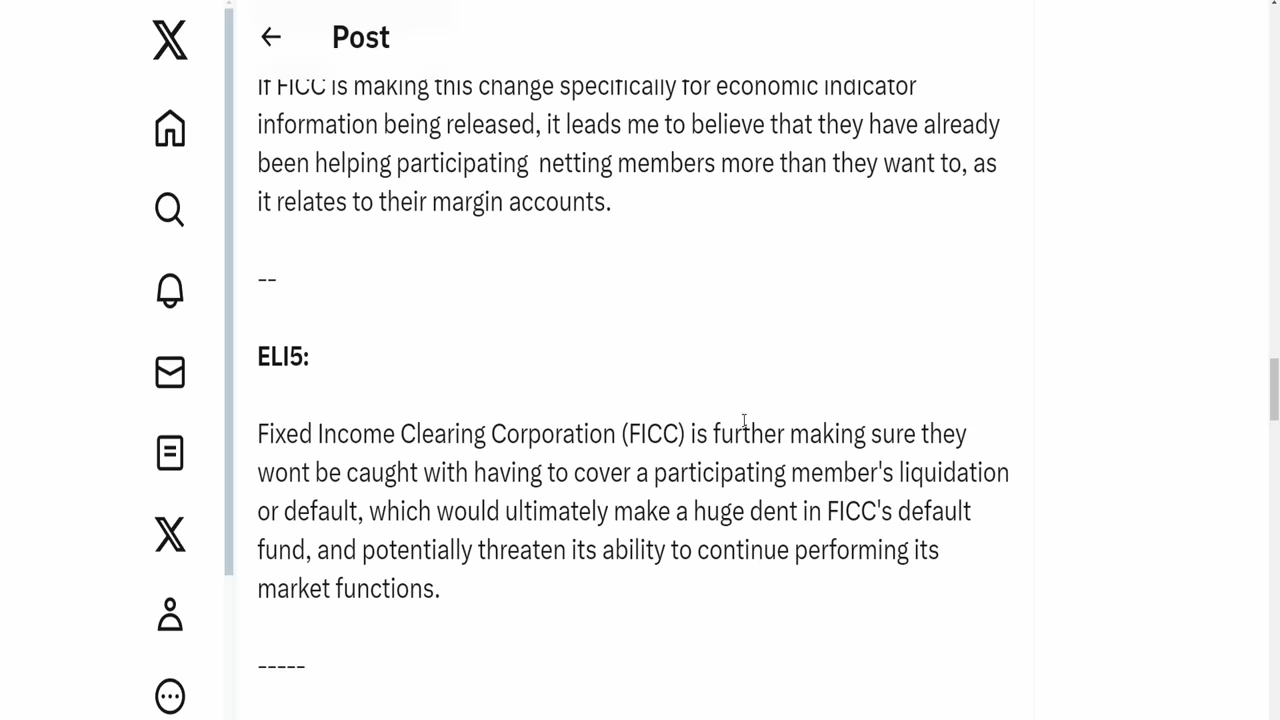 Post
If FICC is making this change specifically for economic indicator
information being released, it leads me to believe that they have already
been helping participating  netting members more than they want to, as
it relates to their margin accounts.
--
ELI5:
Fixed Income Clearing Corporation (FICC) is further making sure they
wont be caught with having to cover a participating member's liquidation
or default, which would ultimately make a huge dent in FICC's default
fund, and potentially threaten its ability to continue performing its
market functions.
-----